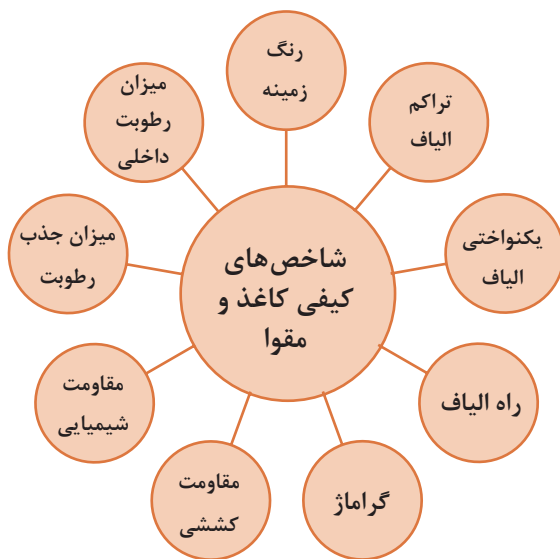 شاخص‌های
کیفی کاغذ و
مقوا
رنگ
زمینه
تراکم
الیاف
یکنواختی
الیاف
راه الیاف
گراماژ
مقاومت
کششی
مقاومت
شیمیایی
میزان جذب
رطوبت
میزان
رطوبت
داخلی